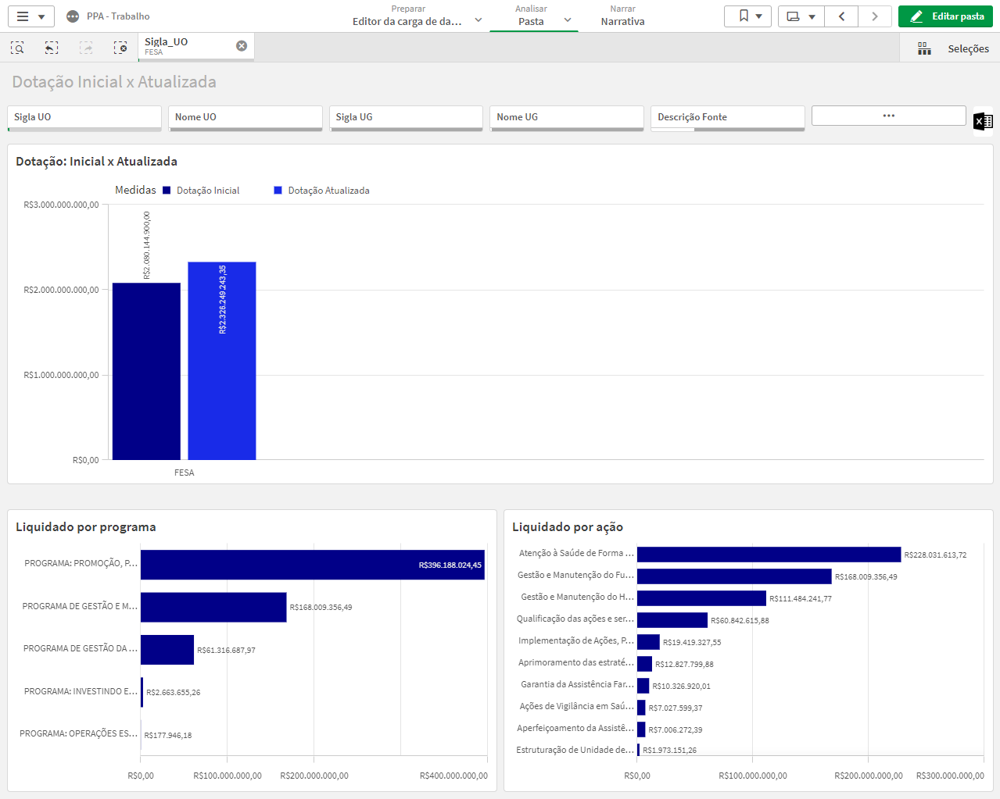 PPA - Trabalho
Preparar
Editor da carga de da...
Analisar
Pasta
Narrar
Narrativa
Editar pasta
Sigla_UO
FESA
Seleções
Dotação Inicial x Atualizada
Sigla UO
Nome UO
Sigla UG
Nome UG
Descrição Fonte
...
X
Dotação: Inicial x Atualizada
Medidas
Dotação Inicial
Dotação Atualizada
R$3.000.000.000,00
R$2.000.000.000,00
R$1.000.000.000,00
R$0,00
R$2.080.144.900,00
R$2.326.249.243,35
FESA
Liquidado por programa
PROGRAMA: PROMOÇÃO, P...
R$396.188.024,45
PROGRAMA DE GESTÃO E M...
R$168.009.356,49
PROGRAMA DE GESTÃO DA ...
R$61.316.687,97
PROGRAMA: INVESTINDO E...
R$2.663.655,26
PROGRAMA: OPERAÇÕES ES...
R$177.946,18
R$0,00
R$100.000.000,00
R$200.000.000,00
R$400.000.000,00
Liquidado por ação
Atenção à Saúde de Forma ...
R$228.031.613,72
Gestão e Manutenção do Fu...
R$168.009.356,49
Gestão e Manutenção do H...
R$111.484.241,77
Qualificação das ações e ser...
R$60.842.615,88
Implementação de Ações, P...
R$19.419.327,55
Aprimoramento das estraté...
R$12.827.799,88
Garantia da Assistência Far...
R$10.326.920,01
Ações de Vigilância em Saú...
R$7.027.599,37
Aperfeiçoamento da Assistê...
R$7.006.272,39
Estruturação de Unidade de...
R$1.973.151,26
R$0,00
R$100.000.000,00
R$200.000.000,00
R$300.000.000,00